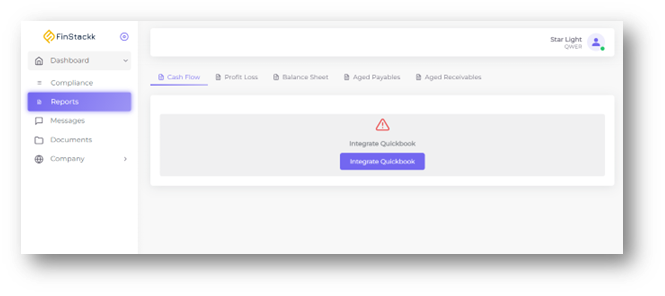 FinStackk
Dashboard
Compliance
Reports
Messages
Documents
Company
Star Light
QWER
Cash Flow
Profit Loss
Balance Sheet
Aged Payables
Aged Receivables
Integrate Quickbook
Integrate Quickbook